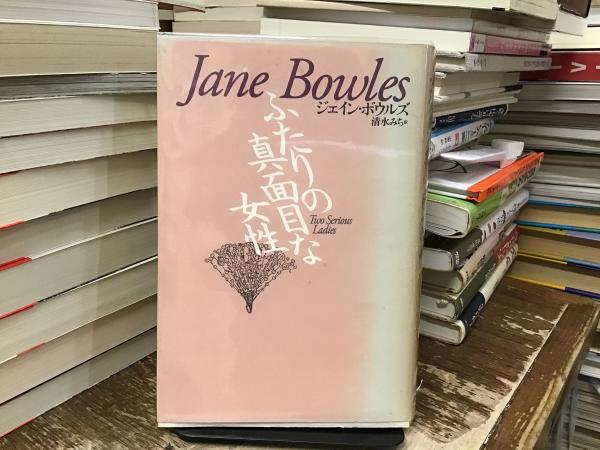 Jane Bowles
ジェイン・ボウルズ
清水みち 訳
ふたりの
真面目な
女性
Two Serious
Ladies